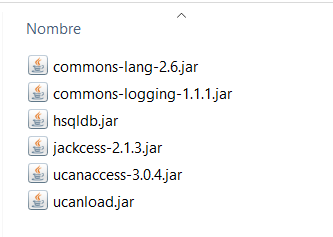 Nombre
commons-lang-2.6.jar
commons-logging-1.1.1.jar
hsqldb.jar
jackcess-2.1.3.jar
ucanaccess-3.0.4.jar
ucanload.jar